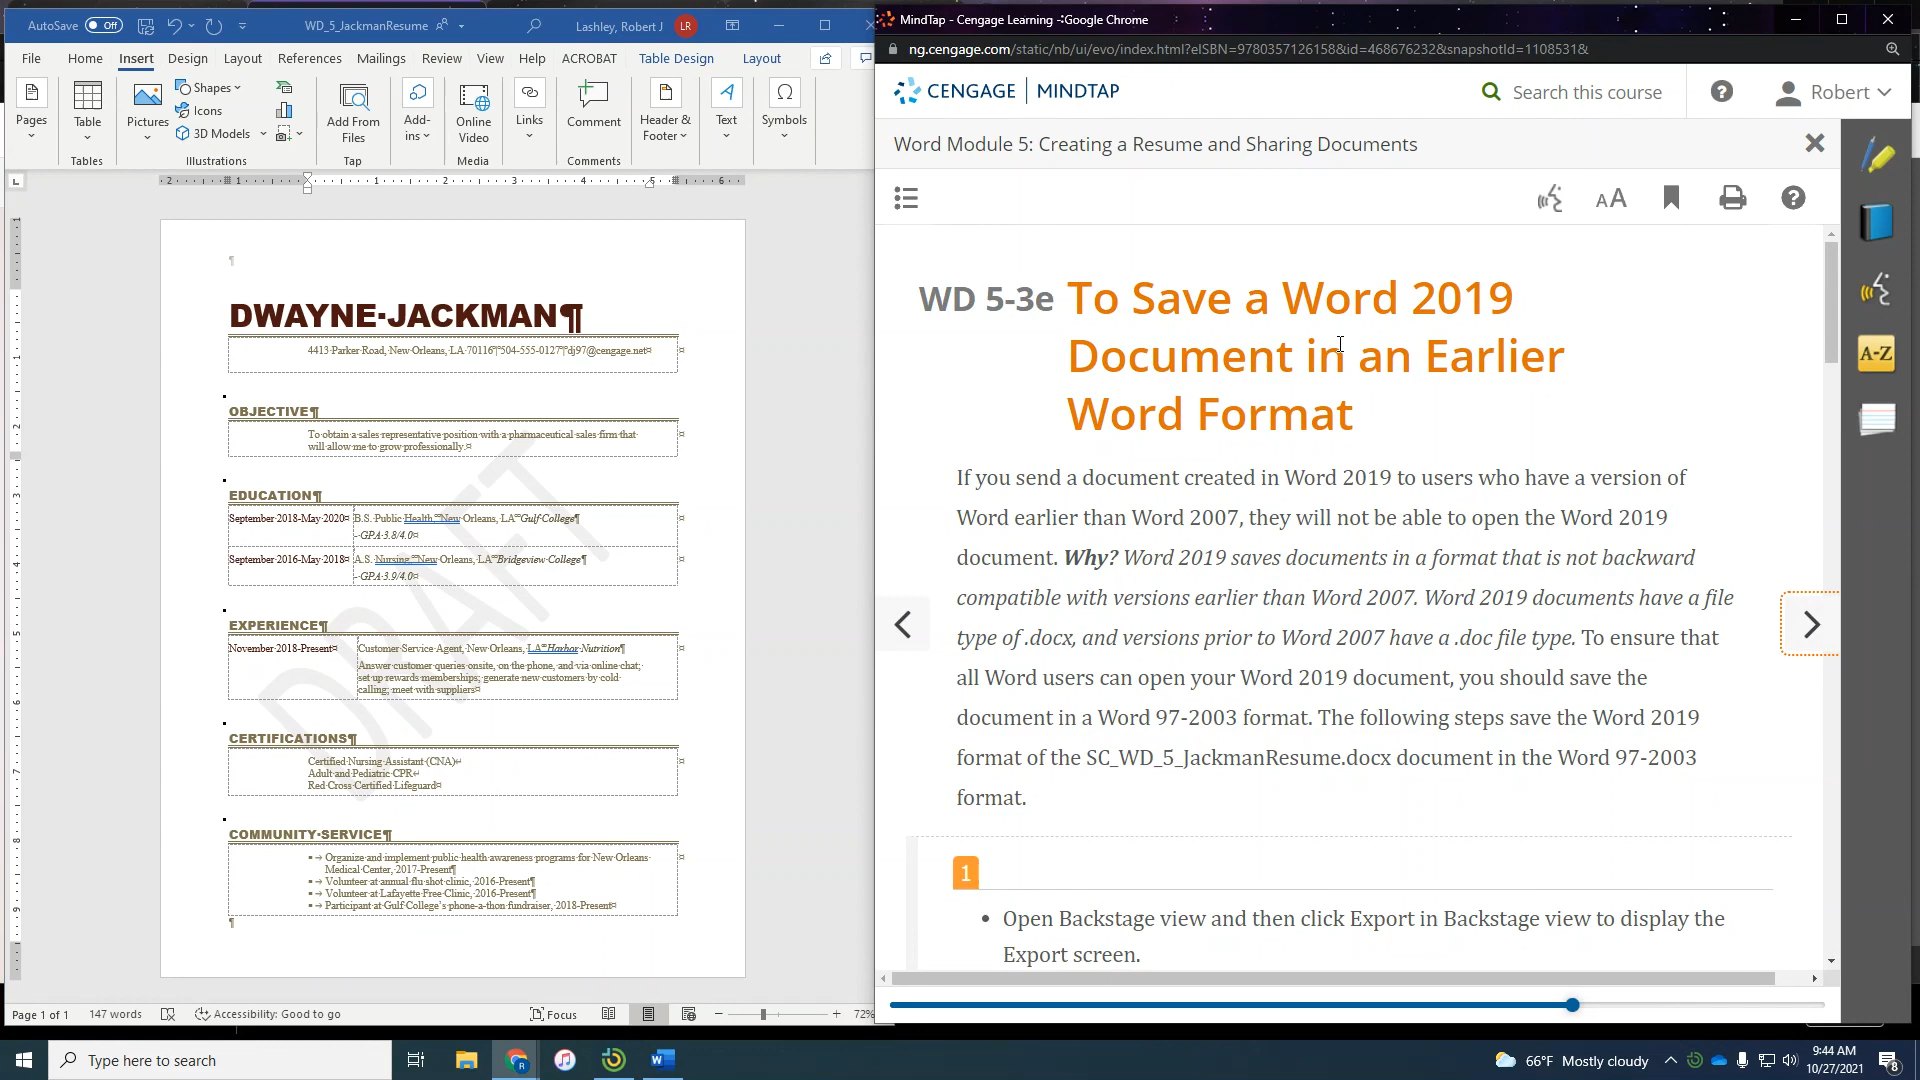 AutoSave Off WD_5_JackmanResume Lashley, Robert J LR
File Home Insert Design Layout References Mailings Review View Help ACROBAT Table Design Layout
Pages
Table
Pictures
Shapes
Icons
3D Models
Add From Files
Add-ins
Online Video
Links
Comment
Header & Footer
Text
Symbols
Tables Illustrations Tap Media Comments
DWAYNE·JACKMAN¶
4413·Parker·Road,·New·Orleans,·LA·70116°|°504-555-0127°|°dj97@cengage.net¤
OBJECTIVE¶
To·obtain·a·sales·representative·position·with·a·pharmaceutical·sales·firm·that·
will·allow·me·to·grow·professionally.¤
EDUCATION¶
September·2018-May·2020¤ B.S.·Public·Health,°°New·Orleans,·LA°°Gulf·College¶
-·GPA·3.8/4.0¤
September·2016-May·2018¤ A.S.·Nursing,°°New·Orleans,·LA°°Bridgeview·College¶
-·GPA·3.9/4.0¤
EXPERIENCE¶
November·2018-Present¤ Customer·Service·Agent,·New·Orleans,·LA°°Harbor·Nutrition¶
Answer·customer·queries·onsite,·on·the·phone,·and·via·online·chat;·
set·up·rewards·memberships;·generate·new·customers·by·cold·
calling;·meet·with·suppliers¤
CERTIFICATIONS¶
Certified·Nursing·Assistant·(CNA)↵
Adult·and·Pediatric·CPR↵
Red·Cross·Certified·Lifeguard¤
COMMUNITY·SERVICE¶
▪→Organize·and·implement·public·health·awareness·programs·for·New·Orleans·
Medical·Center,·2017-Present¶
▪→Volunteer·at·annual·flu·shot·clinic,·2016-Present¶
▪→Volunteer·at·Lafayette·Free·Clinic,·2016-Present¶
▪→Participant·at·Gulf·College's·phone-a-thon·fundraiser,·2018-Present¤
¶
DRAFT
Page 1 of 1 147 words Accessibility: Good to go Focus 72%
MindTap - Cengage Learning - Google Chrome
ng.cengage.com/static/nb/ui/evo/index.html?eISBN=9780357126158&id=468676232&snapshotId=1108531&
CENGAGE | MINDTAP Search this course Robert
Word Module 5: Creating a Resume and Sharing Documents
AA
A-Z
WD 5-3e To Save a Word 2019
Document in an Earlier
Word Format
If you send a document created in Word 2019 to users who have a version of
Word earlier than Word 2007, they will not be able to open the Word 2019
document. Why? Word 2019 saves documents in a format that is not backward
compatible with versions earlier than Word 2007. Word 2019 documents have a file
type of .docx, and versions prior to Word 2007 have a .doc file type. To ensure that
all Word users can open your Word 2019 document, you should save the
document in a Word 97-2003 format. The following steps save the Word 2019
format of the SC_WD_5_JackmanResume.docx document in the Word 97-2003
format.
1
• Open Backstage view and then click Export in Backstage view to display the
Export screen.
Type here to search 66°F Mostly cloudy 9:44 AM
10/27/2021 8